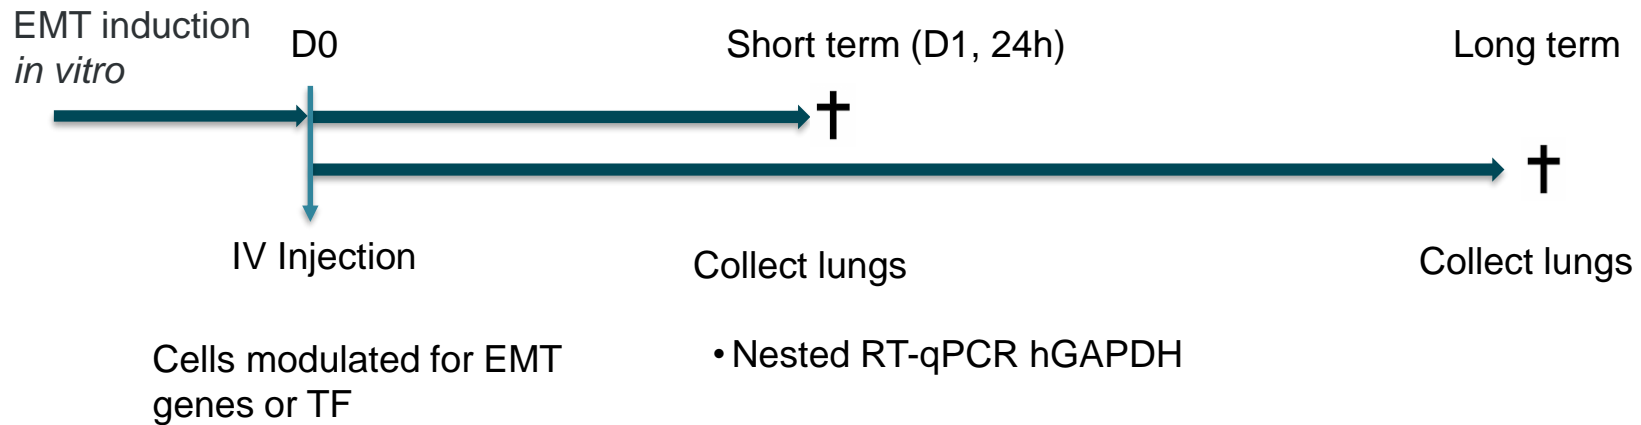 EMT induction
in vitro
D0
Short term (D1, 24h)
Long term
IV Injection
Collect lungs
Collect lungs
Cells modulated for EMT
genes or TF
• Nested RT-qPCR hGAPDH